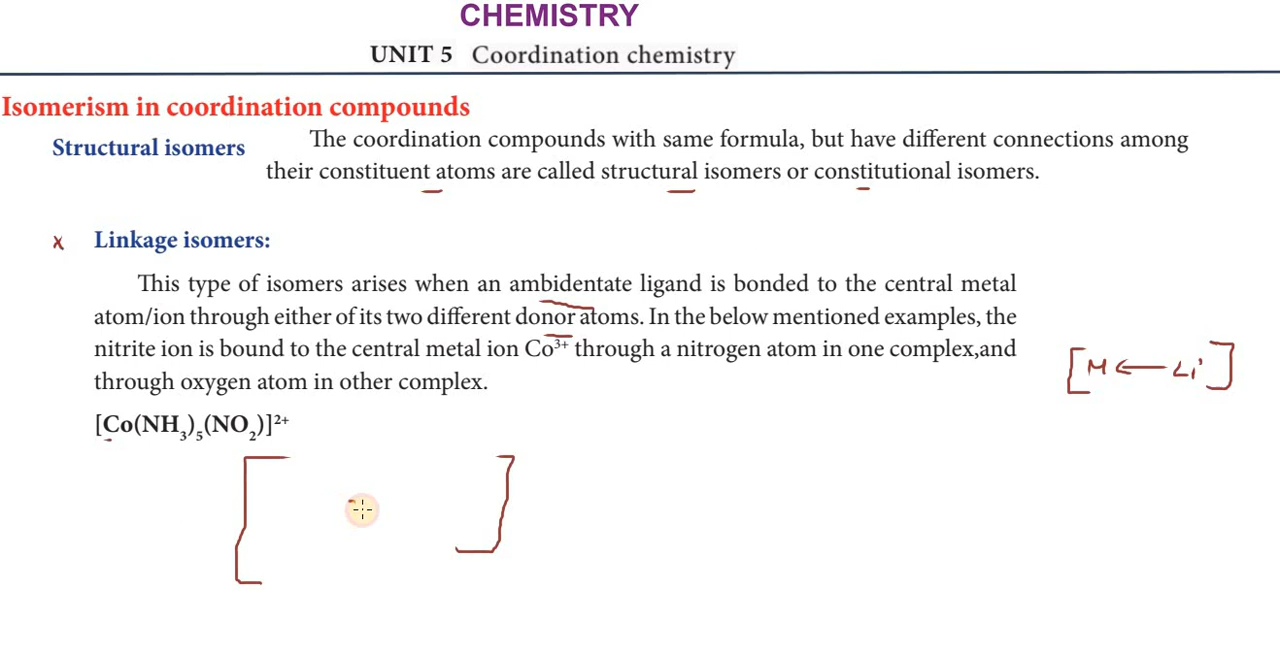 CHEMISTRY
UNIT 5 Coordination chemistry
Isomerism in coordination compounds
Structural isomers
The coordination compounds with same formula, but have different connections among
their constituent atoms are called structural isomers or constitutional isomers.
x Linkage isomers:
This type of isomers arises when an ambidentate ligand is bonded to the central metal
atom/ion through either of its two different donor atoms. In the below mentioned examples, the
nitrite ion is bound to the central metal ion Co³⁺ through a nitrogen atom in one complex,and
through oxygen atom in other complex.
[M ← Li]
[Co(NH₃)₅(NO₂)]²⁺